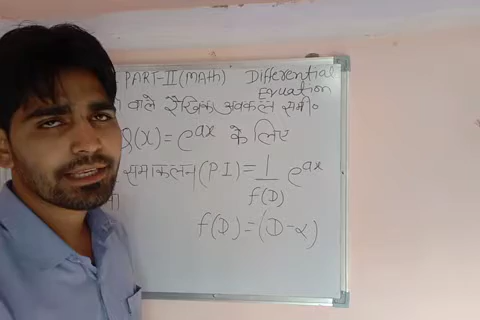 PART-II(MATH) Differential
Equation
वाले रैखिक अवकल समी०
Q(x) = e^ax के लिए
समाकलन (P.I) = 1/f(D) e^ax
f(D) = (D-α)